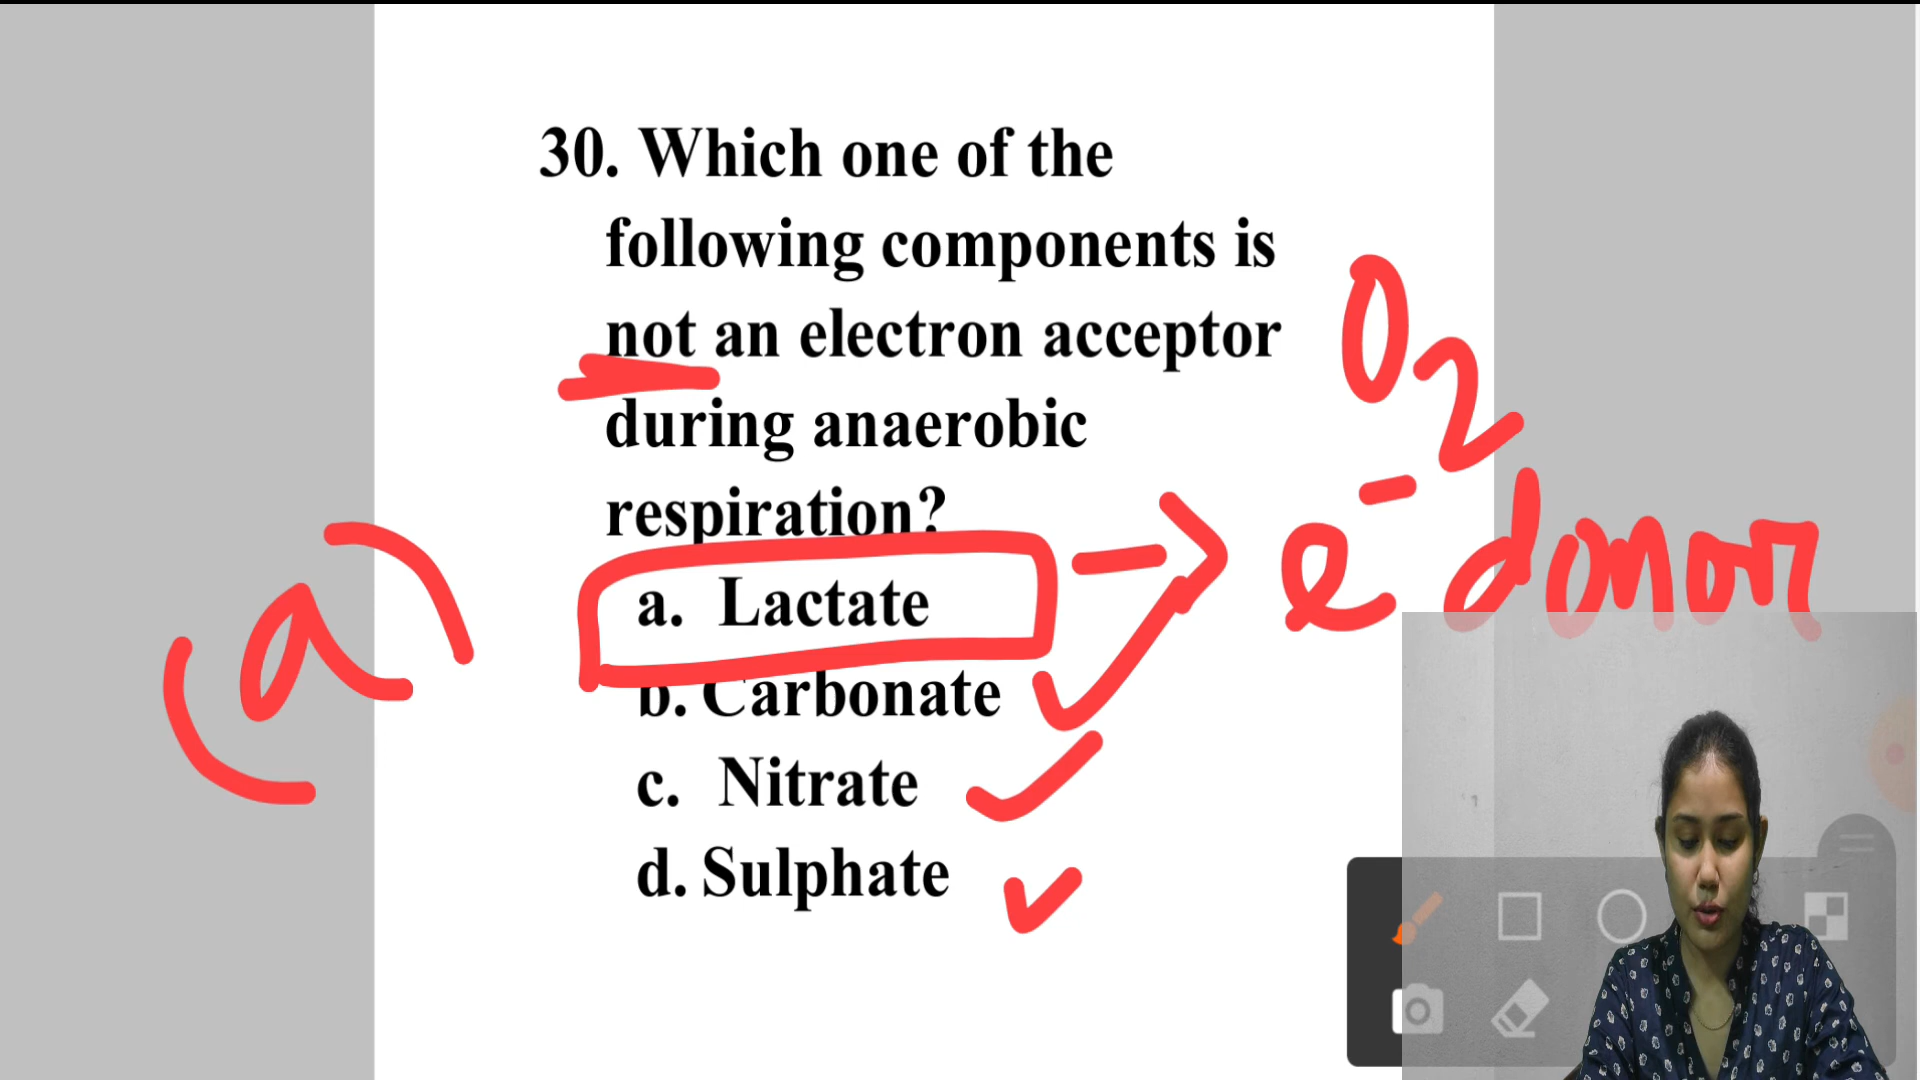 30. Which one of the
following components is
not an electron acceptor
during anaerobic
respiration?
a. Lactate
b. Carbonate
c. Nitrate
d. Sulphate
O2
e- donor
(a)